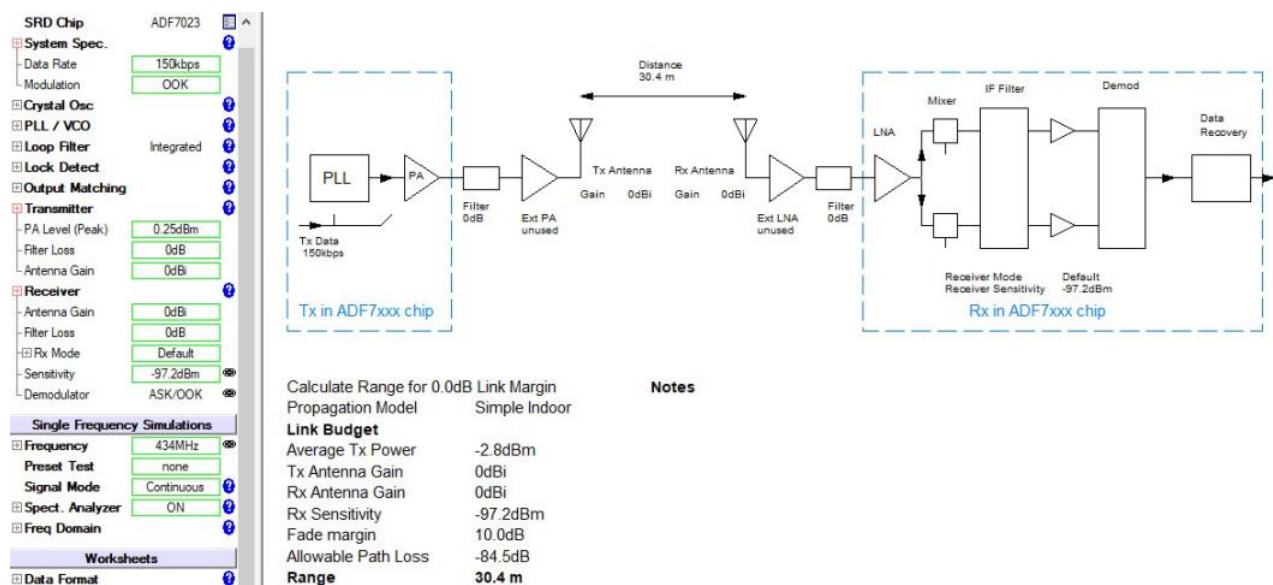 SRD Chip ADF7023
System Spec.
Data Rate 150kbps
Modulation OOK
Crystal Osc
PLL / VCO
Loop Filter Integrated
Lock Detect
Output Matching
Transmitter
PA Level (Peak) 0.25dBm
Filter Loss 0dB
Antenna Gain 0dBi
Receiver
Antenna Gain 0dBi
Filter Loss 0dB
Rx Mode Default
Sensitivity -97.2dBm
Demodulator ASK/OOK
Single Frequency Simulations
Frequency 434MHz
Preset Test none
Signal Mode Continuous
Spect. Analyzer ON
Freq Domain
Worksheets
Data Format
Distance
30.4 m
PLL
PA
Tx Data
150kbps
Filter
0dB
Ext PA
unused
Tx Antenna
Gain 0dBi
Rx Antenna
Gain 0dBi
Ext LNA
unused
Filter
0dB
LNA
Mixer
IF Filter
Demod
Data
Recovery
Receiver Mode Default
Receiver Sensitivity -97.2dBm
Tx in ADF7xxx chip
Rx in ADF7xxx chip
Calculate Range for 0.0dB Link Margin
Notes
Propagation Model Simple Indoor
Link Budget
Average Tx Power -2.8dBm
Tx Antenna Gain 0dBi
Rx Antenna Gain 0dBi
Rx Sensitivity -97.2dBm
Fade margin 10.0dB
Allowable Path Loss -84.5dB
Range 30.4 m